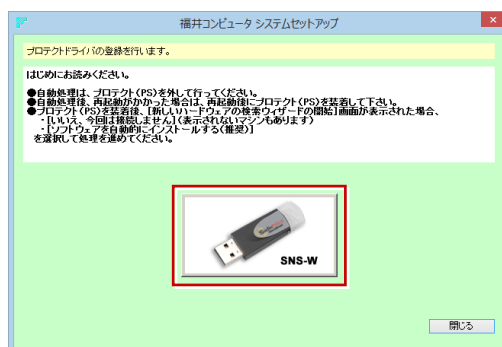 福井コンピュータ システムセットアップ
プロテクトドライバの登録を行います。
はじめにお読みください。
●自動処理は、プロテクト(PS)を外して行ってください。
●自動処理後、再起動がかかった場合は、再起動後にプロテクト(PS)を装着して下さい。
●プロテクト(PS)を装着後、[新しいハードウェアの検索ウィザードの開始]画面が表示された場合、
・[いいえ、今回は接続しません](表示されないマシンもあります)
・[ソフトウェアを自動的にインストールする(推奨)]
を選択して処理を進めてください。
SNS-W
閉じる